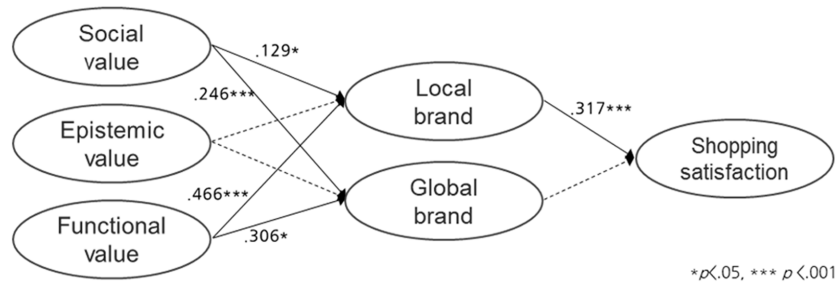 Social
value
.129*
.246***
Local
brand
.317***
Epistemic
value
Shopping
satisfaction
.466***
Global
brand
Functional
value
.306*
*p<.05, *** p <.001